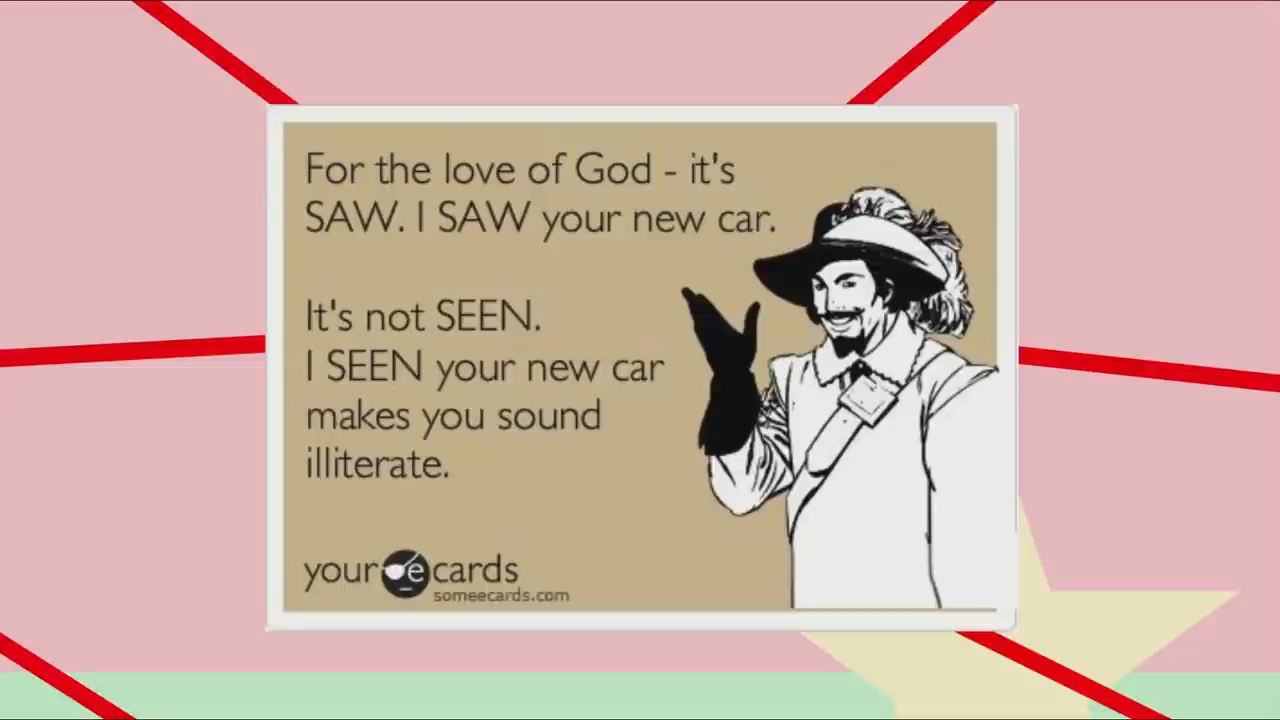 For the love of God - it's
SAW. I SAW your new car.
It's not SEEN.
I SEEN your new car
makes you sound
illiterate.
your e cards
someecards.com